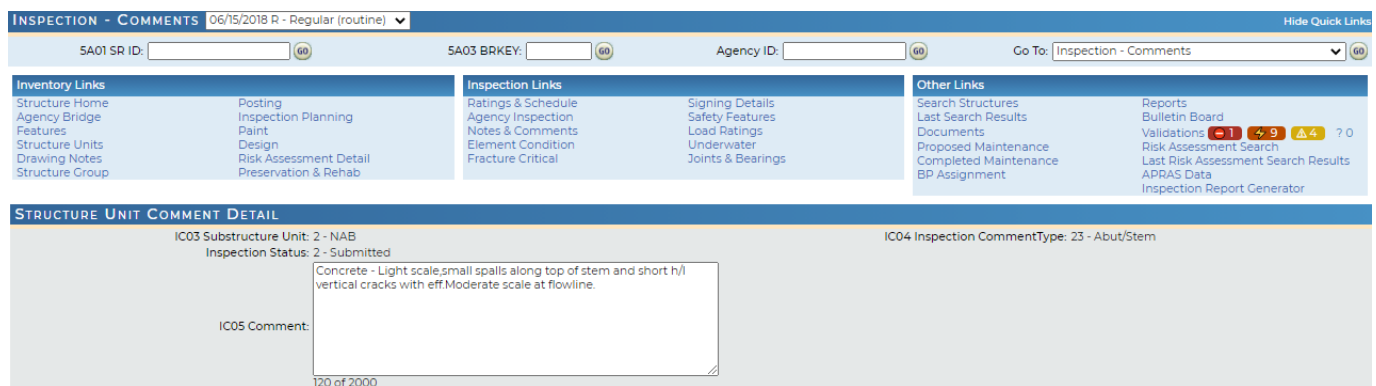 INSPECTION - COMMENTS 06/15/2018 R - Regular (routine) Hide Quick Links
5A01 SR ID: GO 5A03 BRKEY: GO Agency ID: GO Go To: Inspection - Comments GO
Inventory Links
Structure Home Posting
Agency Bridge Inspection Planning
Features Paint
Structure Units Design
Drawing Notes Risk Assessment Detail
Structure Group Preservation & Rehab
Inspection Links
Ratings & Schedule Signing Details
Agency Inspection Safety Features
Notes & Comments Load Ratings
Element Condition Underwater
Fracture Critical Joints & Bearings
Other Links
Search Structures Reports
Last Search Results Bulletin Board
Documents Validations 1 9 4 ? 0
Proposed Maintenance Risk Assessment Search
Completed Maintenance Last Risk Assessment Search Results
BP Assignment APRAS Data
Inspection Report Generator
STRUCTURE UNIT COMMENT DETAIL
IC03 Substructure Unit: 2 - NAB IC04 Inspection CommentType: 23 - Abut/Stem
Inspection Status: 2 - Submitted
Concrete - Light scale,small spalls along top of stem and short h/l
vertical cracks with eff.Moderate scale at flowline.
IC05 Comment:
120 of 2000